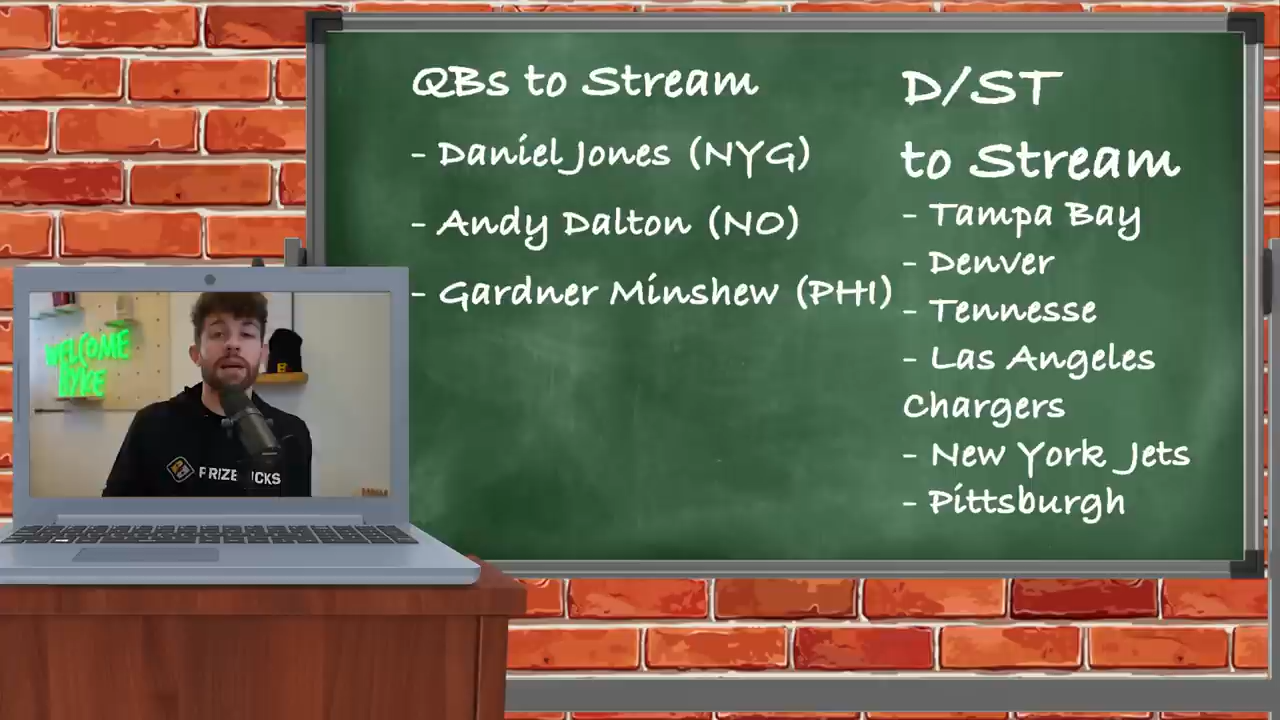 QBs to Stream
- Daniel Jones (NYG)
- Andy Dalton (NO)
- Gardner Minshew (PHI)
D/ST
to Stream
- Tampa Bay
- Denver
- Tennesse
- Las Angeles
Chargers
- New York Jets
- Pittsburgh
WELCOME